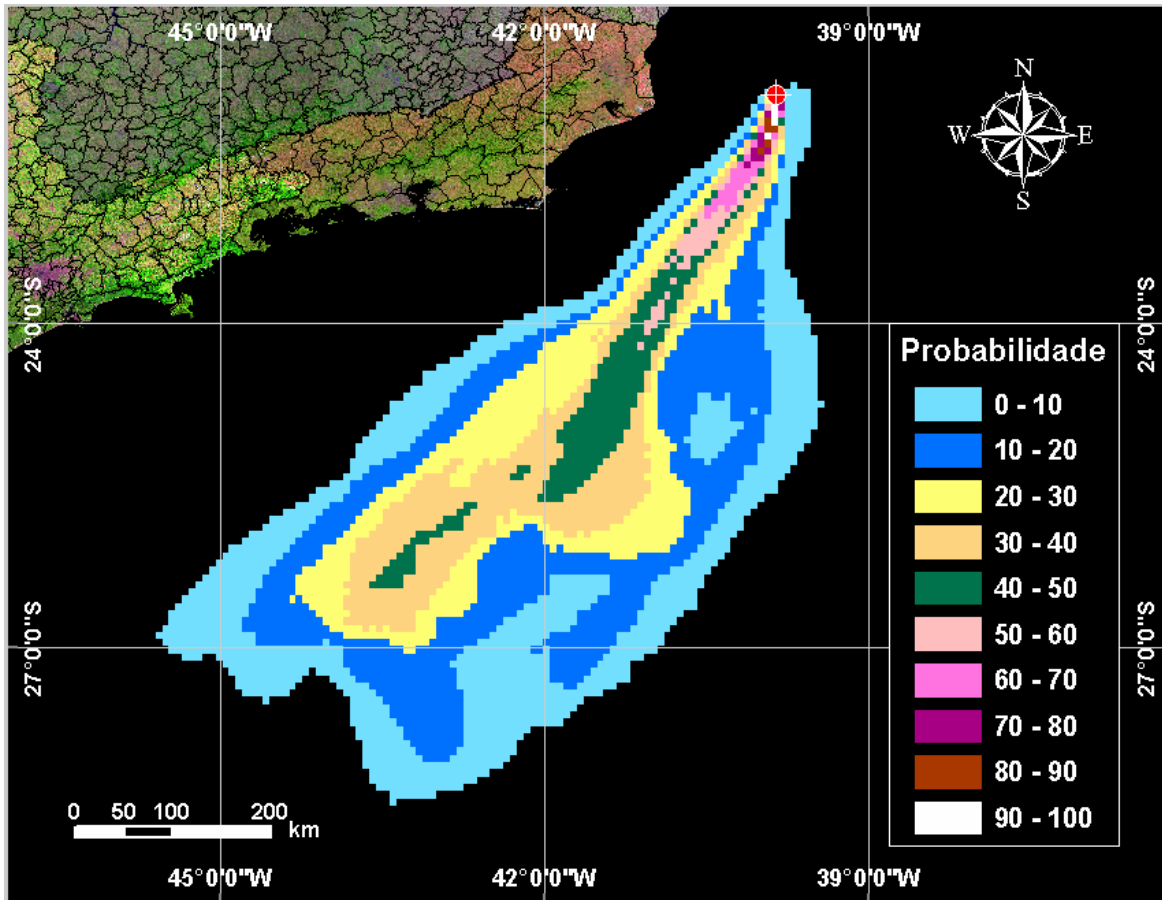 45°0'0"W 42°0'0"W 39°0'0"W
N
W E
S
24°0'0"S
24°0'0"S
Probabilidade
0 - 10
10 - 20
20 - 30
30 - 40
40 - 50
50 - 60
60 - 70
70 - 80
80 - 90
90 - 100
27°0'0"S
27°0'0"S
0 50 100 200
km
45°0'0"W 42°0'0"W 39°0'0"W